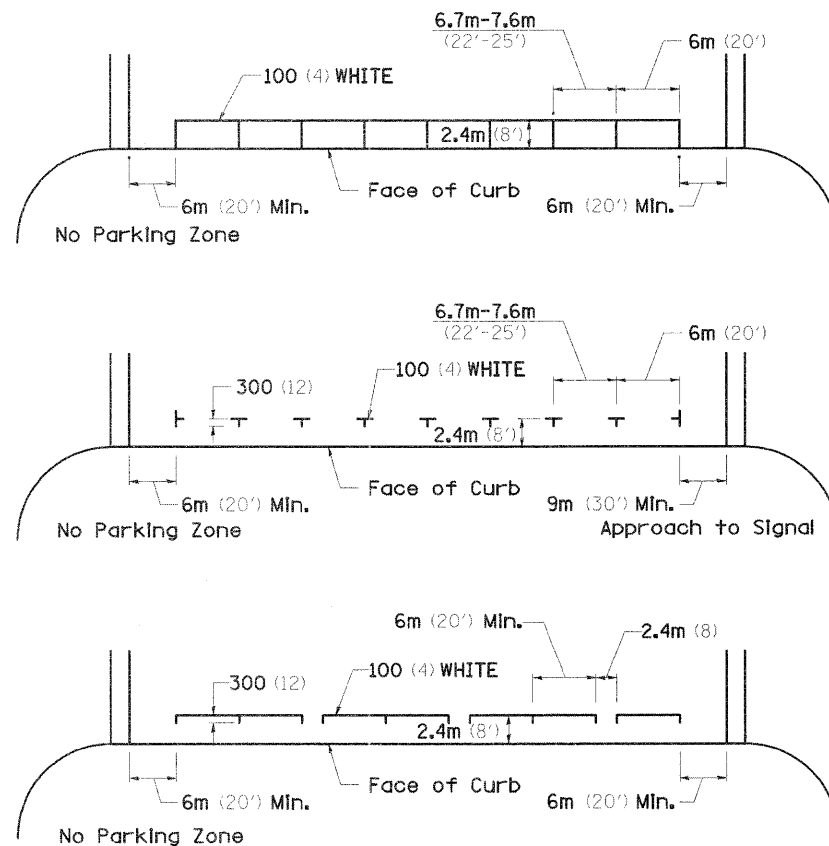 6.7m-7.6m
(22'-25')
6m (20')
100 (4) WHITE
2.4m (8')
Face of Curb
6m (20') Min.
6m (20') Min.
No Parking Zone
6.7m-7.6m
(22'-25')
6m (20')
100 (4) WHITE
300 (12)
2.4m (8')
Face of Curb
6m (20') Min.
9m (30') Min.
No Parking Zone
Approach to Signal
6m (20') Min.
2.4m (8)
100 (4) WHITE
300 (12)
2.4m (8')
Face of Curb
6m (20') Min.
6m (20') Min.
No Parking Zone